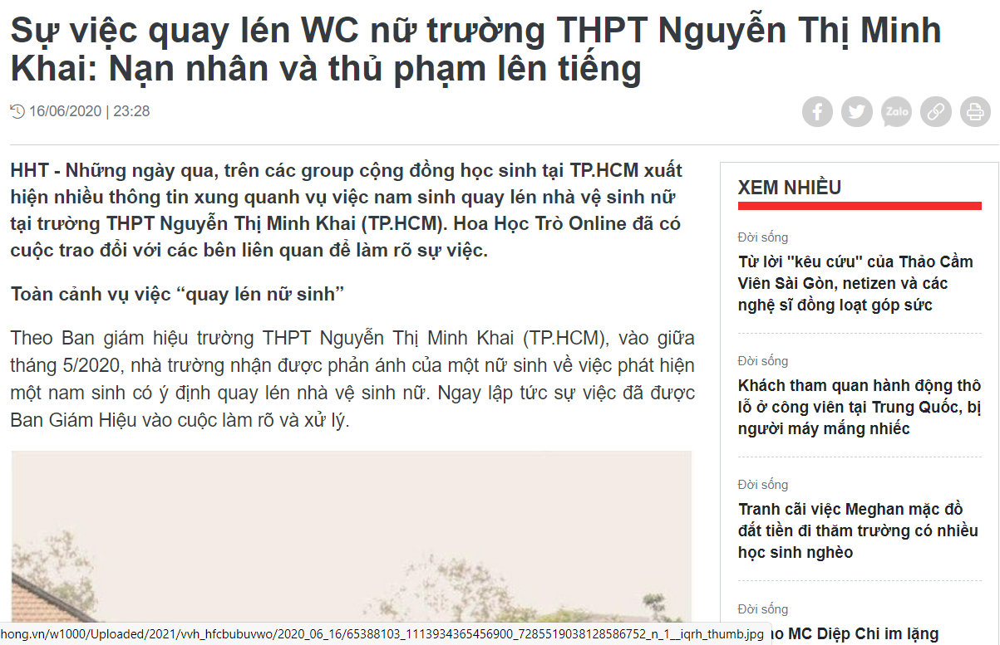 Sự việc quay lén WC nữ trường THPT Nguyễn Thị Minh
Khai: Nạn nhân và thủ phạm lên tiếng
16/06/2020 | 23:28
Zalo
HHT - Những ngày qua, trên các group cộng đồng học sinh tại TP.HCM xuất
hiện nhiều thông tin xung quanh vụ việc nam sinh quay lén nhà vệ sinh nữ
tại trường THPT Nguyễn Thị Minh Khai (TP.HCM). Hoa Học Trò Online đã có
cuộc trao đổi với các bên liên quan để làm rõ sự việc.
Toàn cảnh vụ việc “quay lén nữ sinh”
Theo Ban giám hiệu trường THPT Nguyễn Thị Minh Khai (TP.HCM), vào giữa
tháng 5/2020, nhà trường nhận được phản ánh của một nữ sinh về việc phát hiện
một nam sinh có ý định quay lén nhà vệ sinh nữ. Ngay lập tức sự việc đã được
Ban Giám Hiệu vào cuộc làm rõ và xử lý.
XEM NHIỀU
Đời sống
Từ lời "kêu cứu" của Thảo Cầm
Viên Sài Gòn, netizen và các
nghệ sĩ đồng loạt góp sức
Đời sống
Khách tham quan hành động thô
lỗ ở công viên tại Trung Quốc, bị
người máy mắng nhiếc
Đời sống
Tranh cãi việc Meghan mặc đồ
đắt tiền đi thăm trường có nhiều
học sinh nghèo
Đời sống
MC Diệp Chi im lặng
hong.vn/w1000/Uploaded/2021/vvh_hfcbubuvwo/2020_06_16/65388103_1113934365456900_7285519038128586752_n_1__iqrh_thumb.jpg